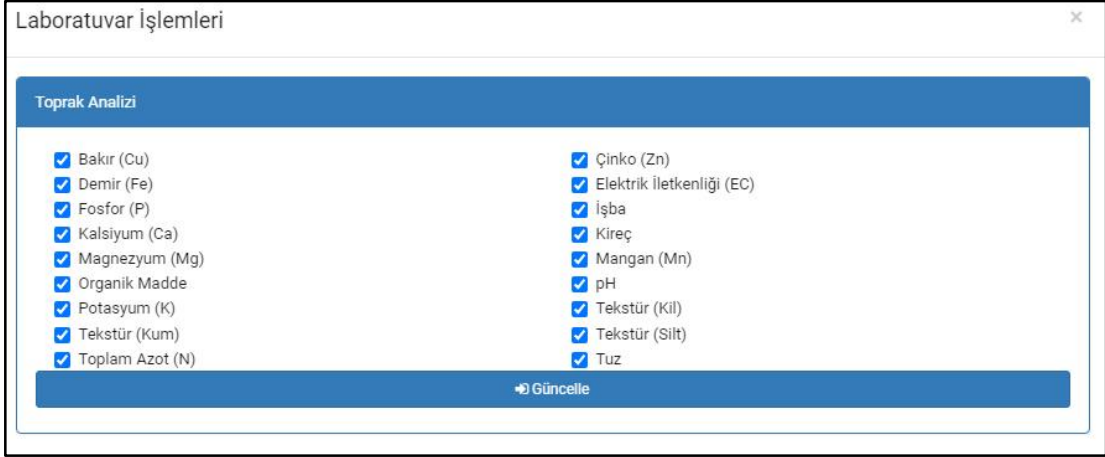 Laboratuvar İşlemleri
×
Toprak Analizi
Bakır (Cu)
Çinko (Zn)
Demir (Fe)
Elektrik İletkenliği (EC)
Fosfor (P)
İşba
Kalsiyum (Ca)
Kireç
Magnezyum (Mg)
Mangan (Mn)
Organik Madde
pH
Potasyum (K)
Tekstür (Kil)
Tekstür (Kum)
Tekstür (Silt)
Toplam Azot (N)
Tuz
Güncelle